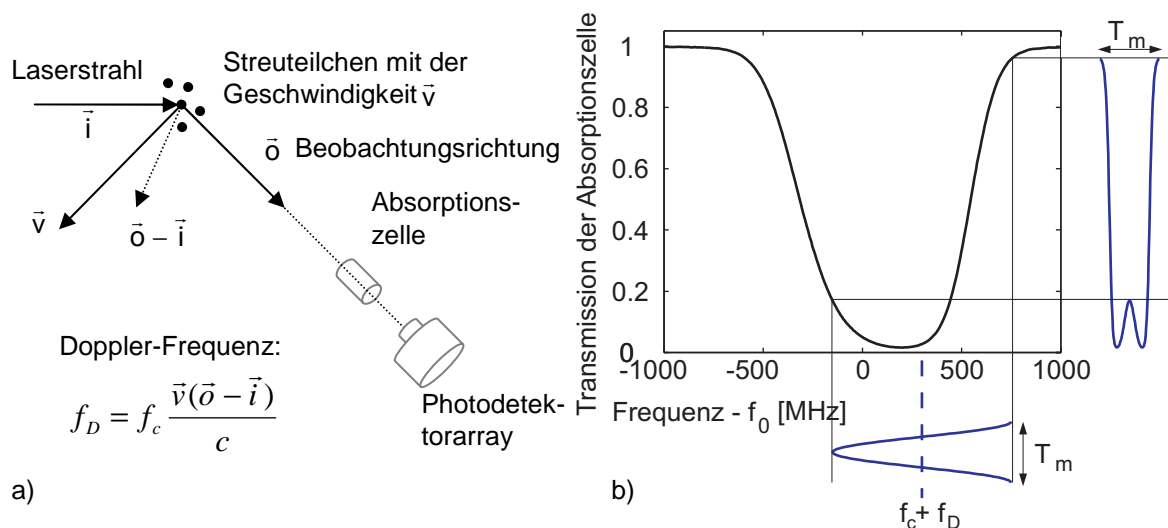 Laserstrahl
Streuteilchen mit der
Geschwindigkeit v⃗
i⃗
o⃗ Beobachtungsrichtung
v⃗
o⃗ – i⃗
Absorptions-
zelle
Doppler-Frequenz:
f_D = f_c v⃗(o⃗ – i⃗) / c
Photodetek-
torarray
a)
Transmission der Absorptionszelle
1
0.8
0.6
0.4
0.2
0
-1000 -500 0 500 1000
Frequenz - f_0 [MHz]
T_m
T_m
f_c + f_D
b)